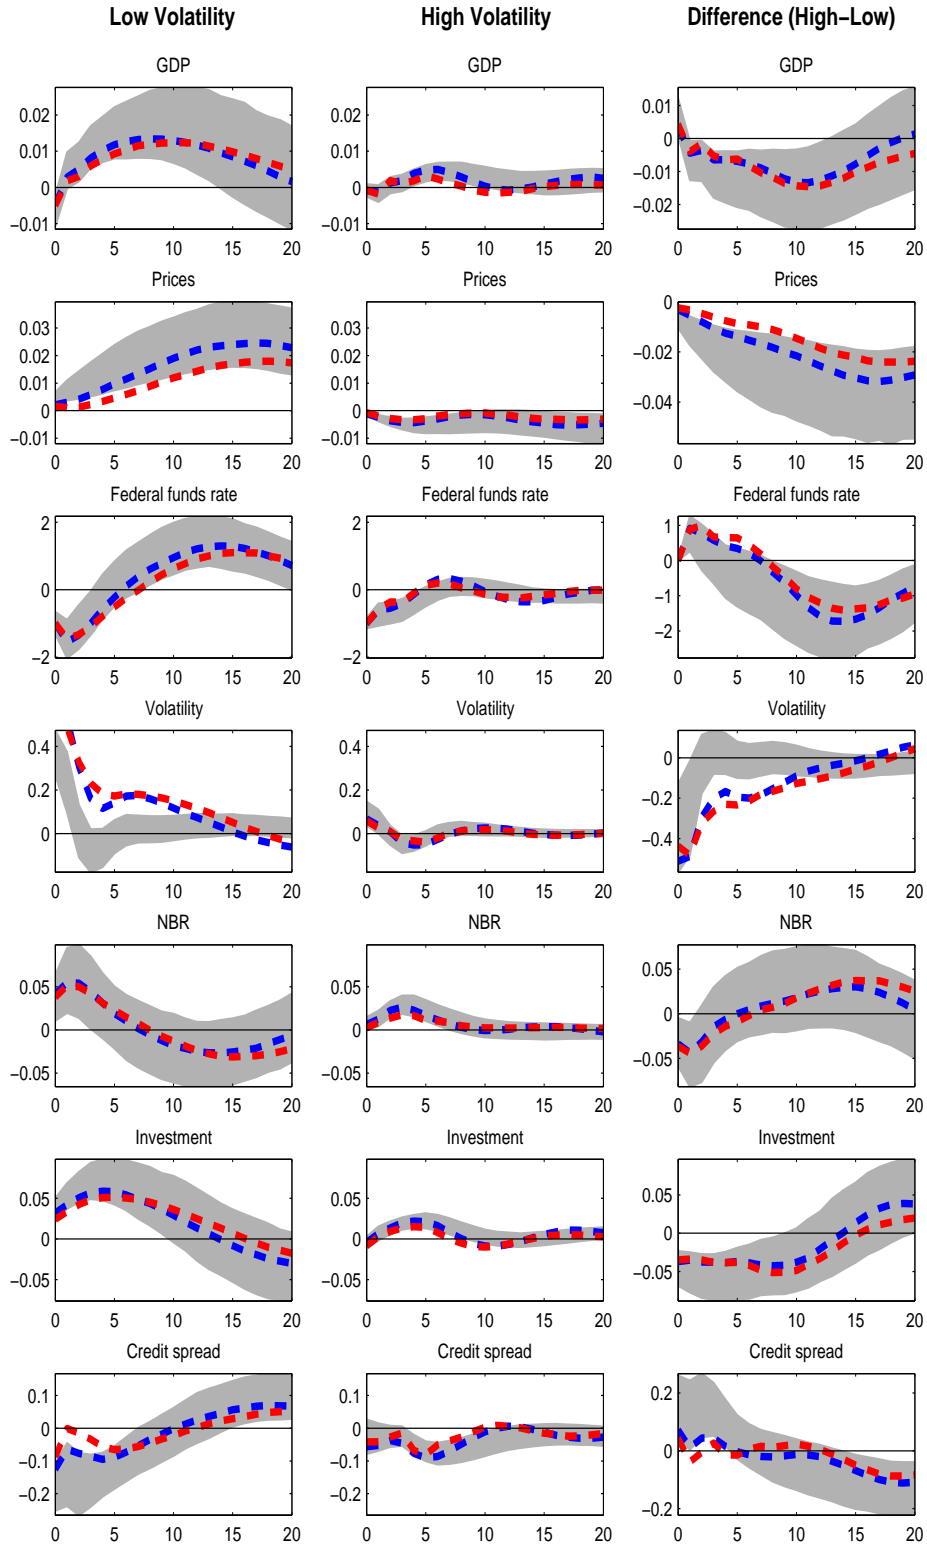 Low Volatility High Volatility Difference (High−Low)
GDP GDP GDP
0.02 0.02 0.01
0.01 0.01 0
0 0 −0.01
−0.01 −0.01 −0.02
0 5 10 15 20 0 5 10 15 20 0 5 10 15 20
Prices Prices Prices
0.03 0.03 0
0.02 0.02 −0.02
0.01 0.01 −0.04
0 0
−0.01 −0.01
0 5 10 15 20 0 5 10 15 20 0 5 10 15 20
Federal funds rate Federal funds rate Federal funds rate
2 2 1
0 0 0
−2 −2 −1
−2
0 5 10 15 20 0 5 10 15 20 0 5 10 15 20
Volatility Volatility Volatility
0.4 0.4 0
0.2 0.2 −0.2
0 0 −0.4
0 5 10 15 20 0 5 10 15 20 0 5 10 15 20
NBR NBR NBR
0.05 0.05 0.05
0 0 0
−0.05 −0.05 −0.05
0 5 10 15 20 0 5 10 15 20 0 5 10 15 20
Investment Investment Investment
0.05 0.05 0.05
0 0 0
−0.05 −0.05 −0.05
0 5 10 15 20 0 5 10 15 20 0 5 10 15 20
Credit spread Credit spread Credit spread
0.1 0.1 0.2
0 0 0
−0.1 −0.1 −0.2
−0.2 −0.2
0 5 10 15 20 0 5 10 15 20 0 5 10 15 20